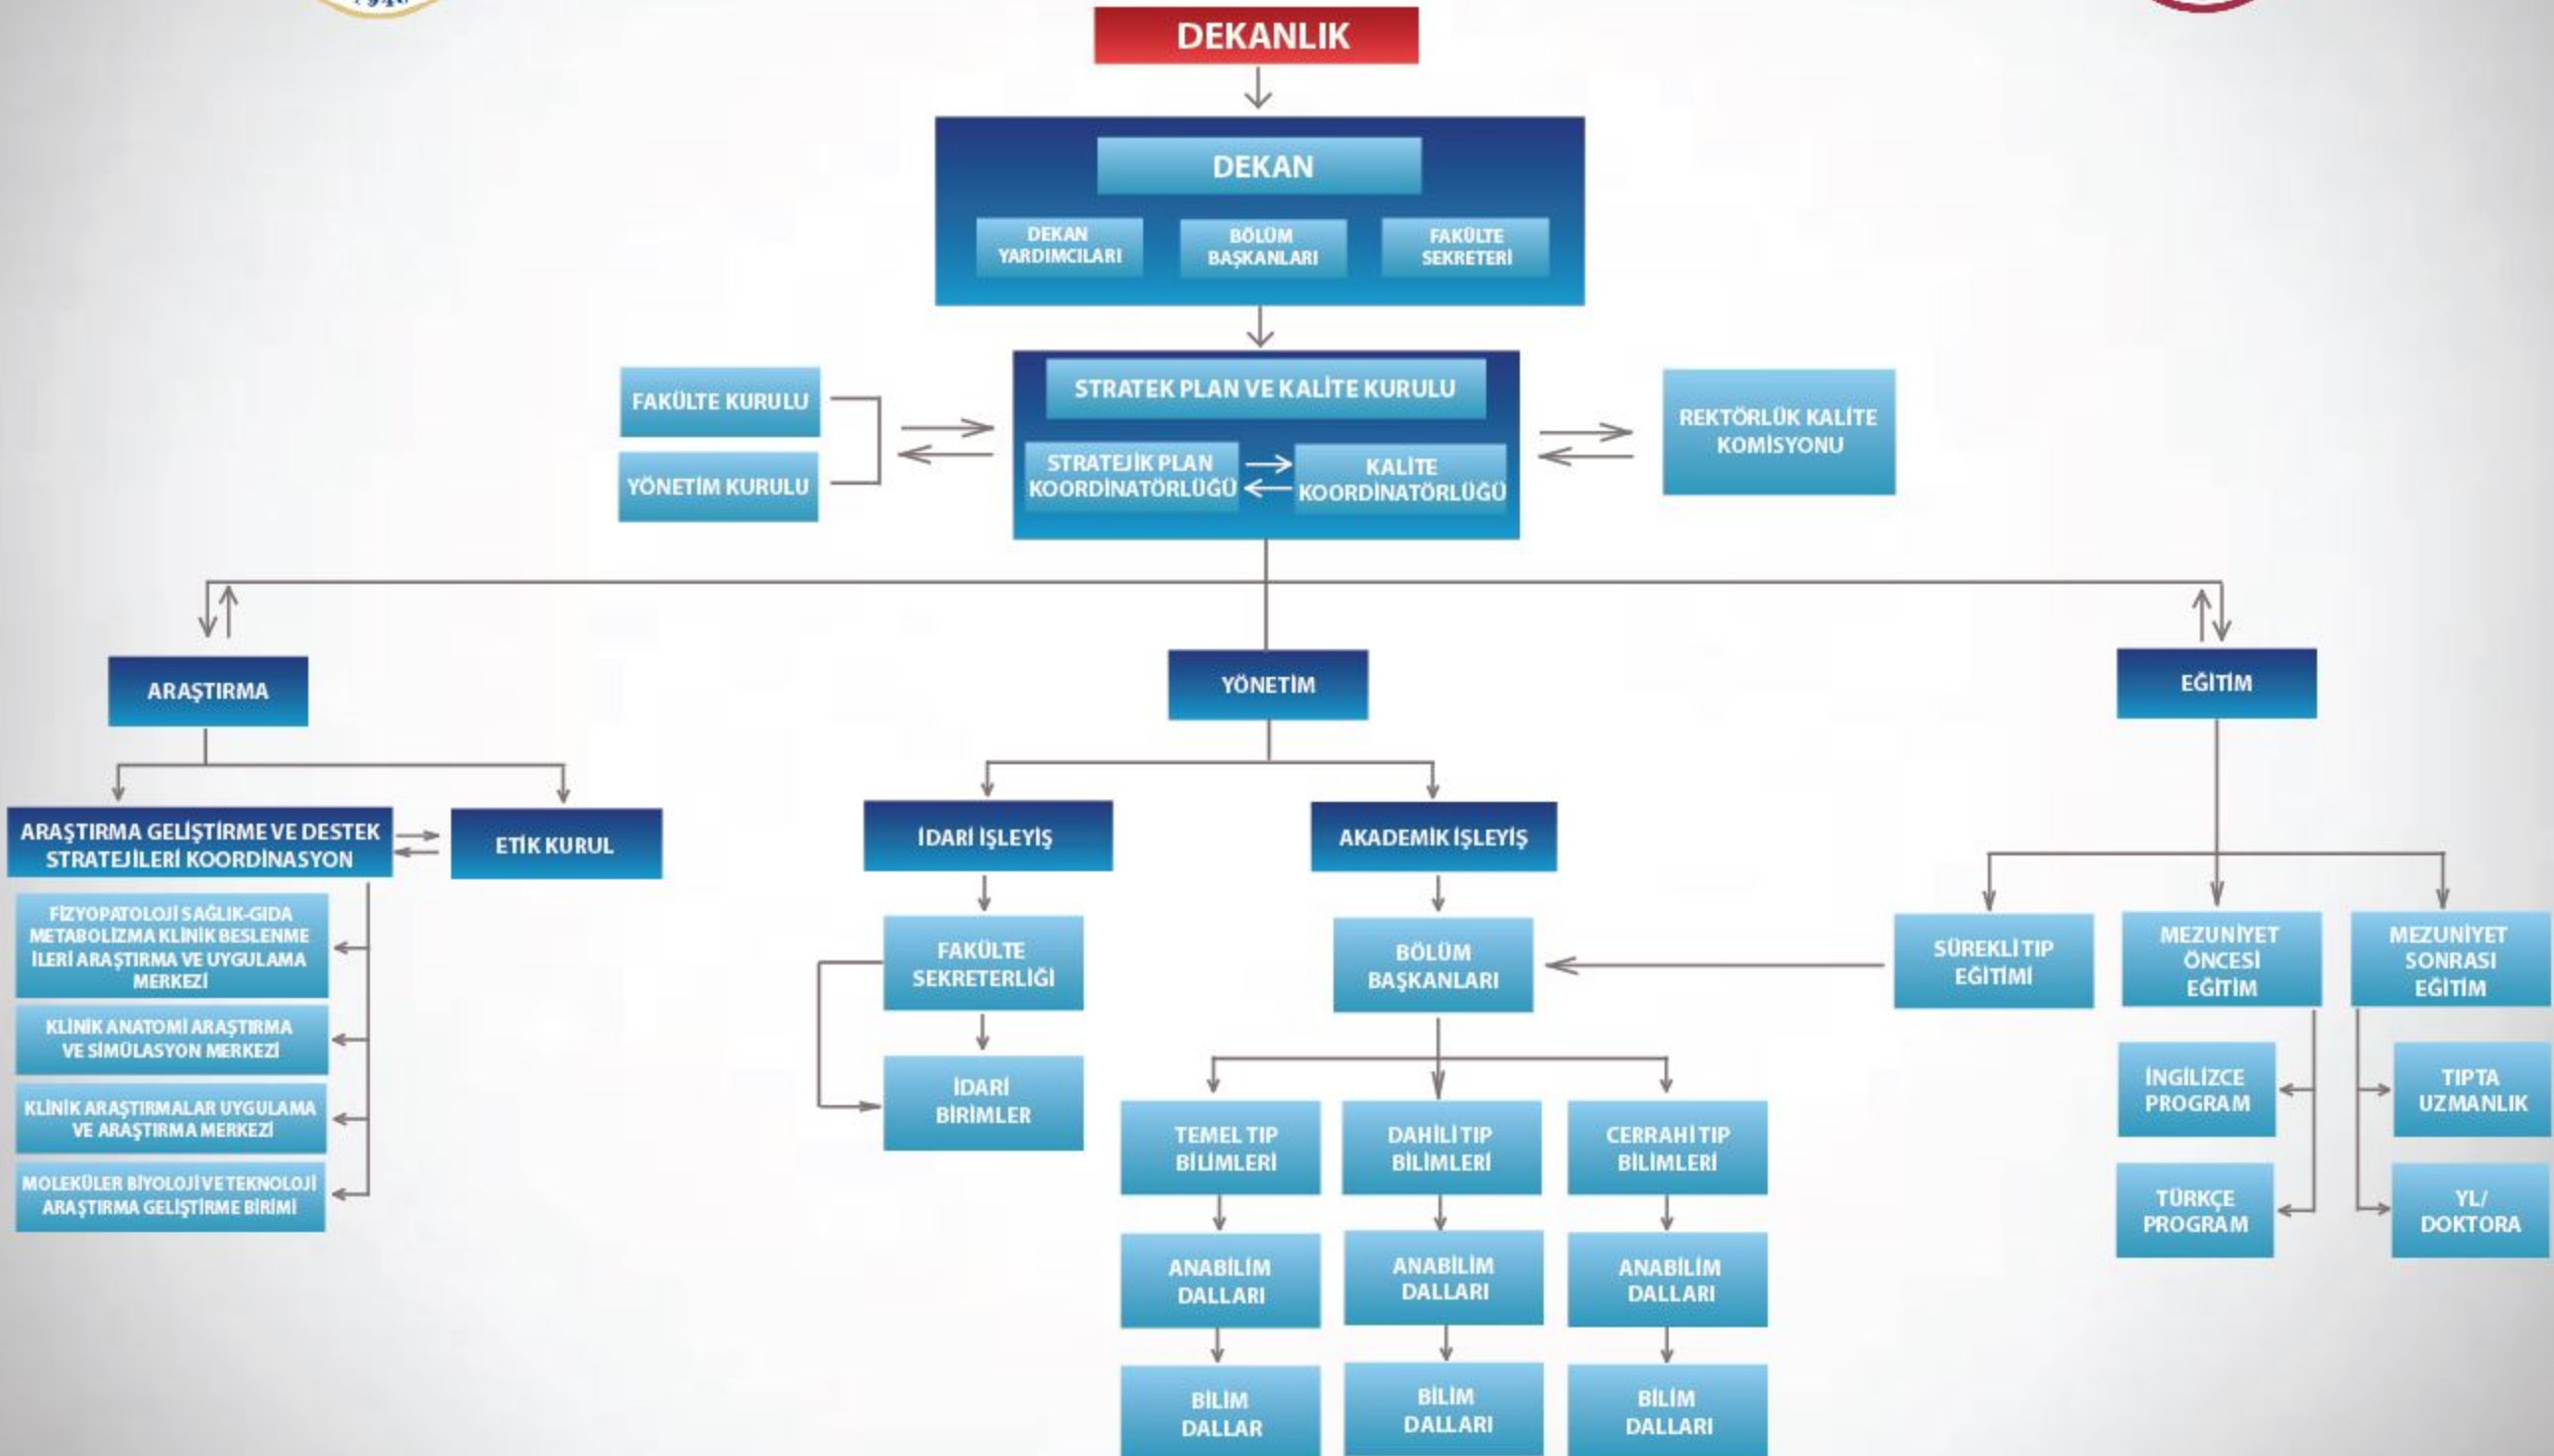 1946
DEKANLIK
DEKAN
DEKAN
YARDIMCILARI
BÖLÜM
BAŞKANLARI
FAKÜLTE
SEKRETERİ
FAKÜLTE KURULU
YÖNETİM KURULU
STRATEK PLAN VE KALİTE KURULU
STRATEJİK PLAN
KOORDİNATÖRLÜĞÜ
KALİTE
KOORDİNATÖRLÜĞÜ
REKTÖRLÜK KALİTE
KOMİSYONU
ARAŞTIRMA
YÖNETİM
EĞİTİM
ARAŞTIRMA GELİŞTİRME VE DESTEK
STRATEJİLERİ KOORDİNASYON
ETİK KURUL
FİZYOPATOLOJİ SAĞLIK-GIDA
METABOLİZMA KLİNİK BESLENME
İLERİ ARAŞTIRMA VE UYGULAMA
MERKEZİ
KLİNİK ANATOMİ ARAŞTIRMA
VE SİMÜLASYON MERKEZİ
KLİNİK ARAŞTIRMALAR UYGULAMA
VE ARAŞTIRMA MERKEZİ
MOLEKÜLER BİYOLOJİ VE TEKNOLOJİ
ARAŞTIRMA GELİŞTİRME BİRİMİ
İDARİ İŞLEYİŞ
FAKÜLTE
SEKRETERLİĞİ
İDARİ
BİRİMLER
AKADEMİK İŞLEYİŞ
BÖLÜM
BAŞKANLARI
TEMEL TIP
BİLİMLERİ
DAHİLİ TIP
BİLİMLERİ
CERRAHİ TIP
BİLİMLERİ
ANABİLİM
DALLARI
ANABİLİM
DALLARI
ANABİLİM
DALLARI
BİLİM
DALLAR
BİLİM
DALLARI
BİLİM
DALLARI
SÜREKLİ TIP
EĞİTİMİ
MEZUNİYET
ÖNCESİ
EĞİTİM
MEZUNİYET
SONRASI
EĞİTİM
İNGİLİZCE
PROGRAM
TIPTA
UZMANLIK
TÜRKÇE
PROGRAM
YL/
DOKTORA